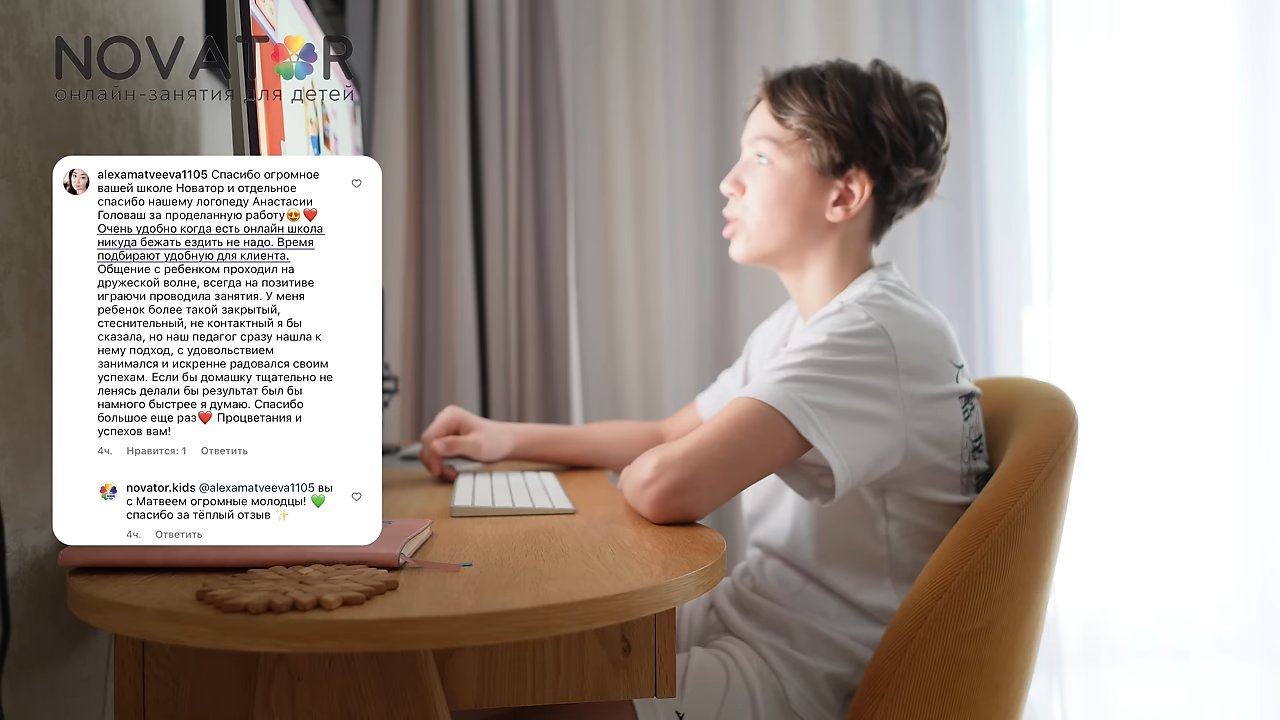 NOVATOR
онлайн-занятия для детей
alexamatveeva1105 Спасибо огромное
вашей школе Новатор и отдельное
спасибо нашему логопеду Анастасии
Головаш за проделанную работу😍❤️
Очень удобно когда есть онлайн школа
никуда бежать ездить не надо. Время
подбирают удобную для клиента.
Общение с ребенком проходил на
дружеской волне, всегда на позитиве
играючи проводила занятия. У меня
ребенок более такой закрытый,
стеснительный, не контактный я бы
сказала, но наш педагог сразу нашла к
нему подход, с удовольствием
занимался и искренне радовался своим
успехам. Если бы домашку тщательно не
ленясь делали бы результат был бы
намного быстрее я думаю. Спасибо
большое еще раз❤️ Процветания и
успехов вам!
4ч. Нравится: 1 Ответить
novator.kids @alexamatveeva1105 вы
с Матвеем огромные молодцы! 💚
спасибо за тёплый отзыв ✨
4ч. Ответить